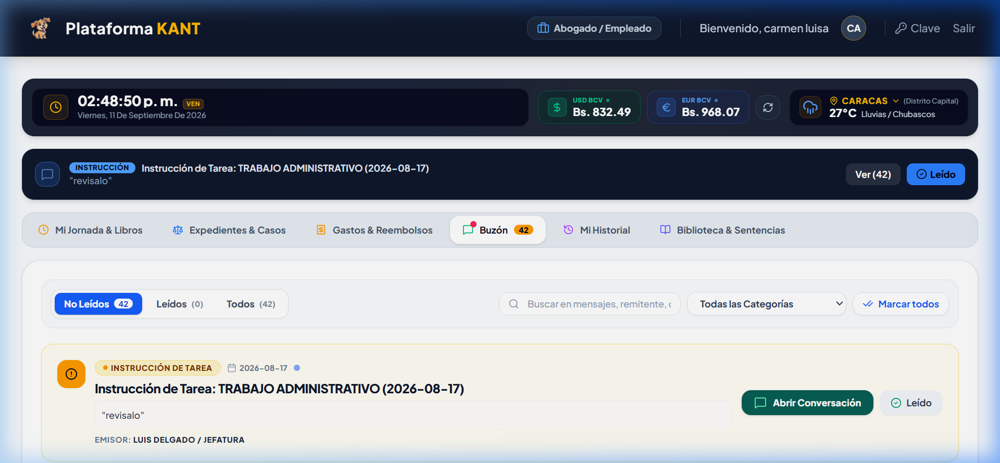 Plataforma KANT
Abogado / Empleado
Bienvenido, carmen luisa
CA
Clave
Salir
02:48:50 p. m. VEN
Viernes, 11 De Septiembre De 2026
USD BCV
Bs. 832.49
EUR BCV
Bs. 968.07
CARACAS (Distrito Capital)
27°C Lluvias / Chubascos
INSTRUCCIÓN Instrucción de Tarea: TRABAJO ADMINISTRATIVO (2026-08-17)
"revisalo"
Ver (42)
Leído
Mi Jornada & Libros
Expedientes & Casos
Gastos & Reembolsos
Buzón 42
Mi Historial
Biblioteca & Sentencias
No Leídos 42
Leídos (0)
Todos (42)
Buscar en mensajes, remitente, c
Todas las Categorías
Marcar todos
INSTRUCCIÓN DE TAREA 2026-08-17
Instrucción de Tarea: TRABAJO ADMINISTRATIVO (2026-08-17)
"revisalo"
Abrir Conversación
Leído
EMISOR: LUIS DELGADO / JEFATURA